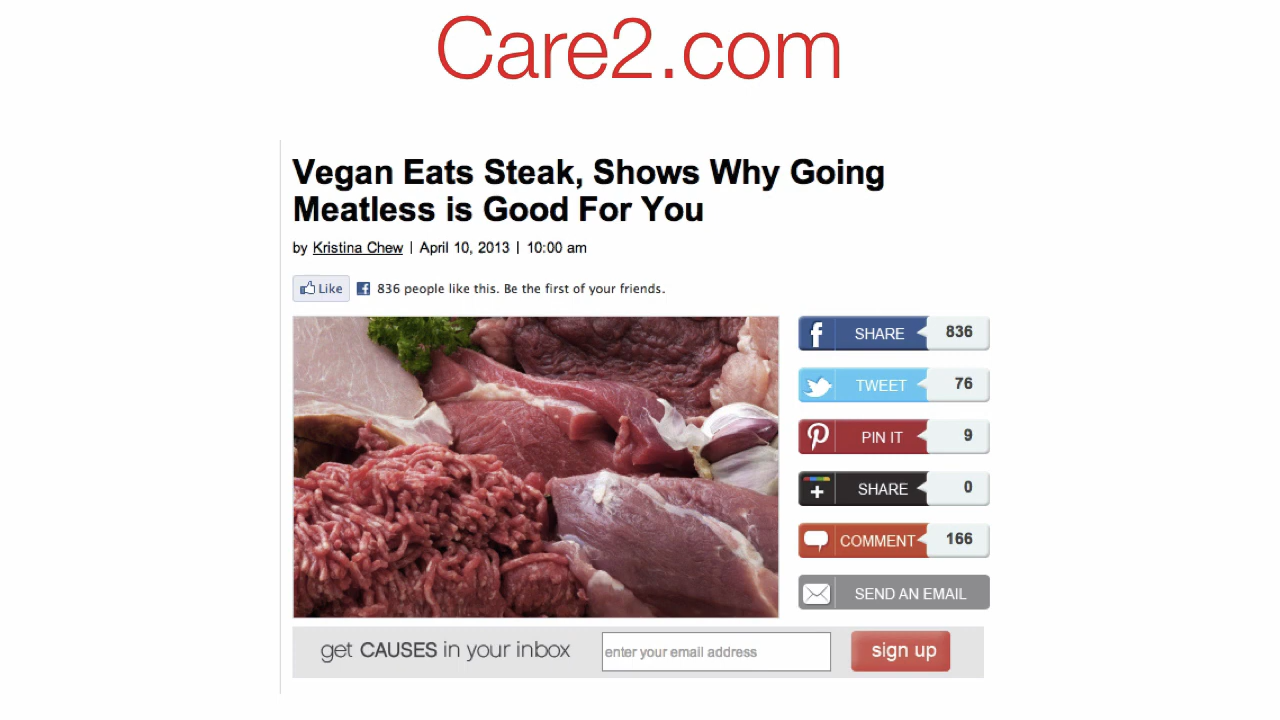 Care2.com
Vegan Eats Steak, Shows Why Going
Meatless is Good For You
by Kristina Chew | April 10, 2013 | 10:00 am
Like 836 people like this. Be the first of your friends.
SHARE 836
TWEET 76
PIN IT 9
SHARE 0
COMMENT 166
SEND AN EMAIL
get CAUSES in your inbox enter your email address sign up